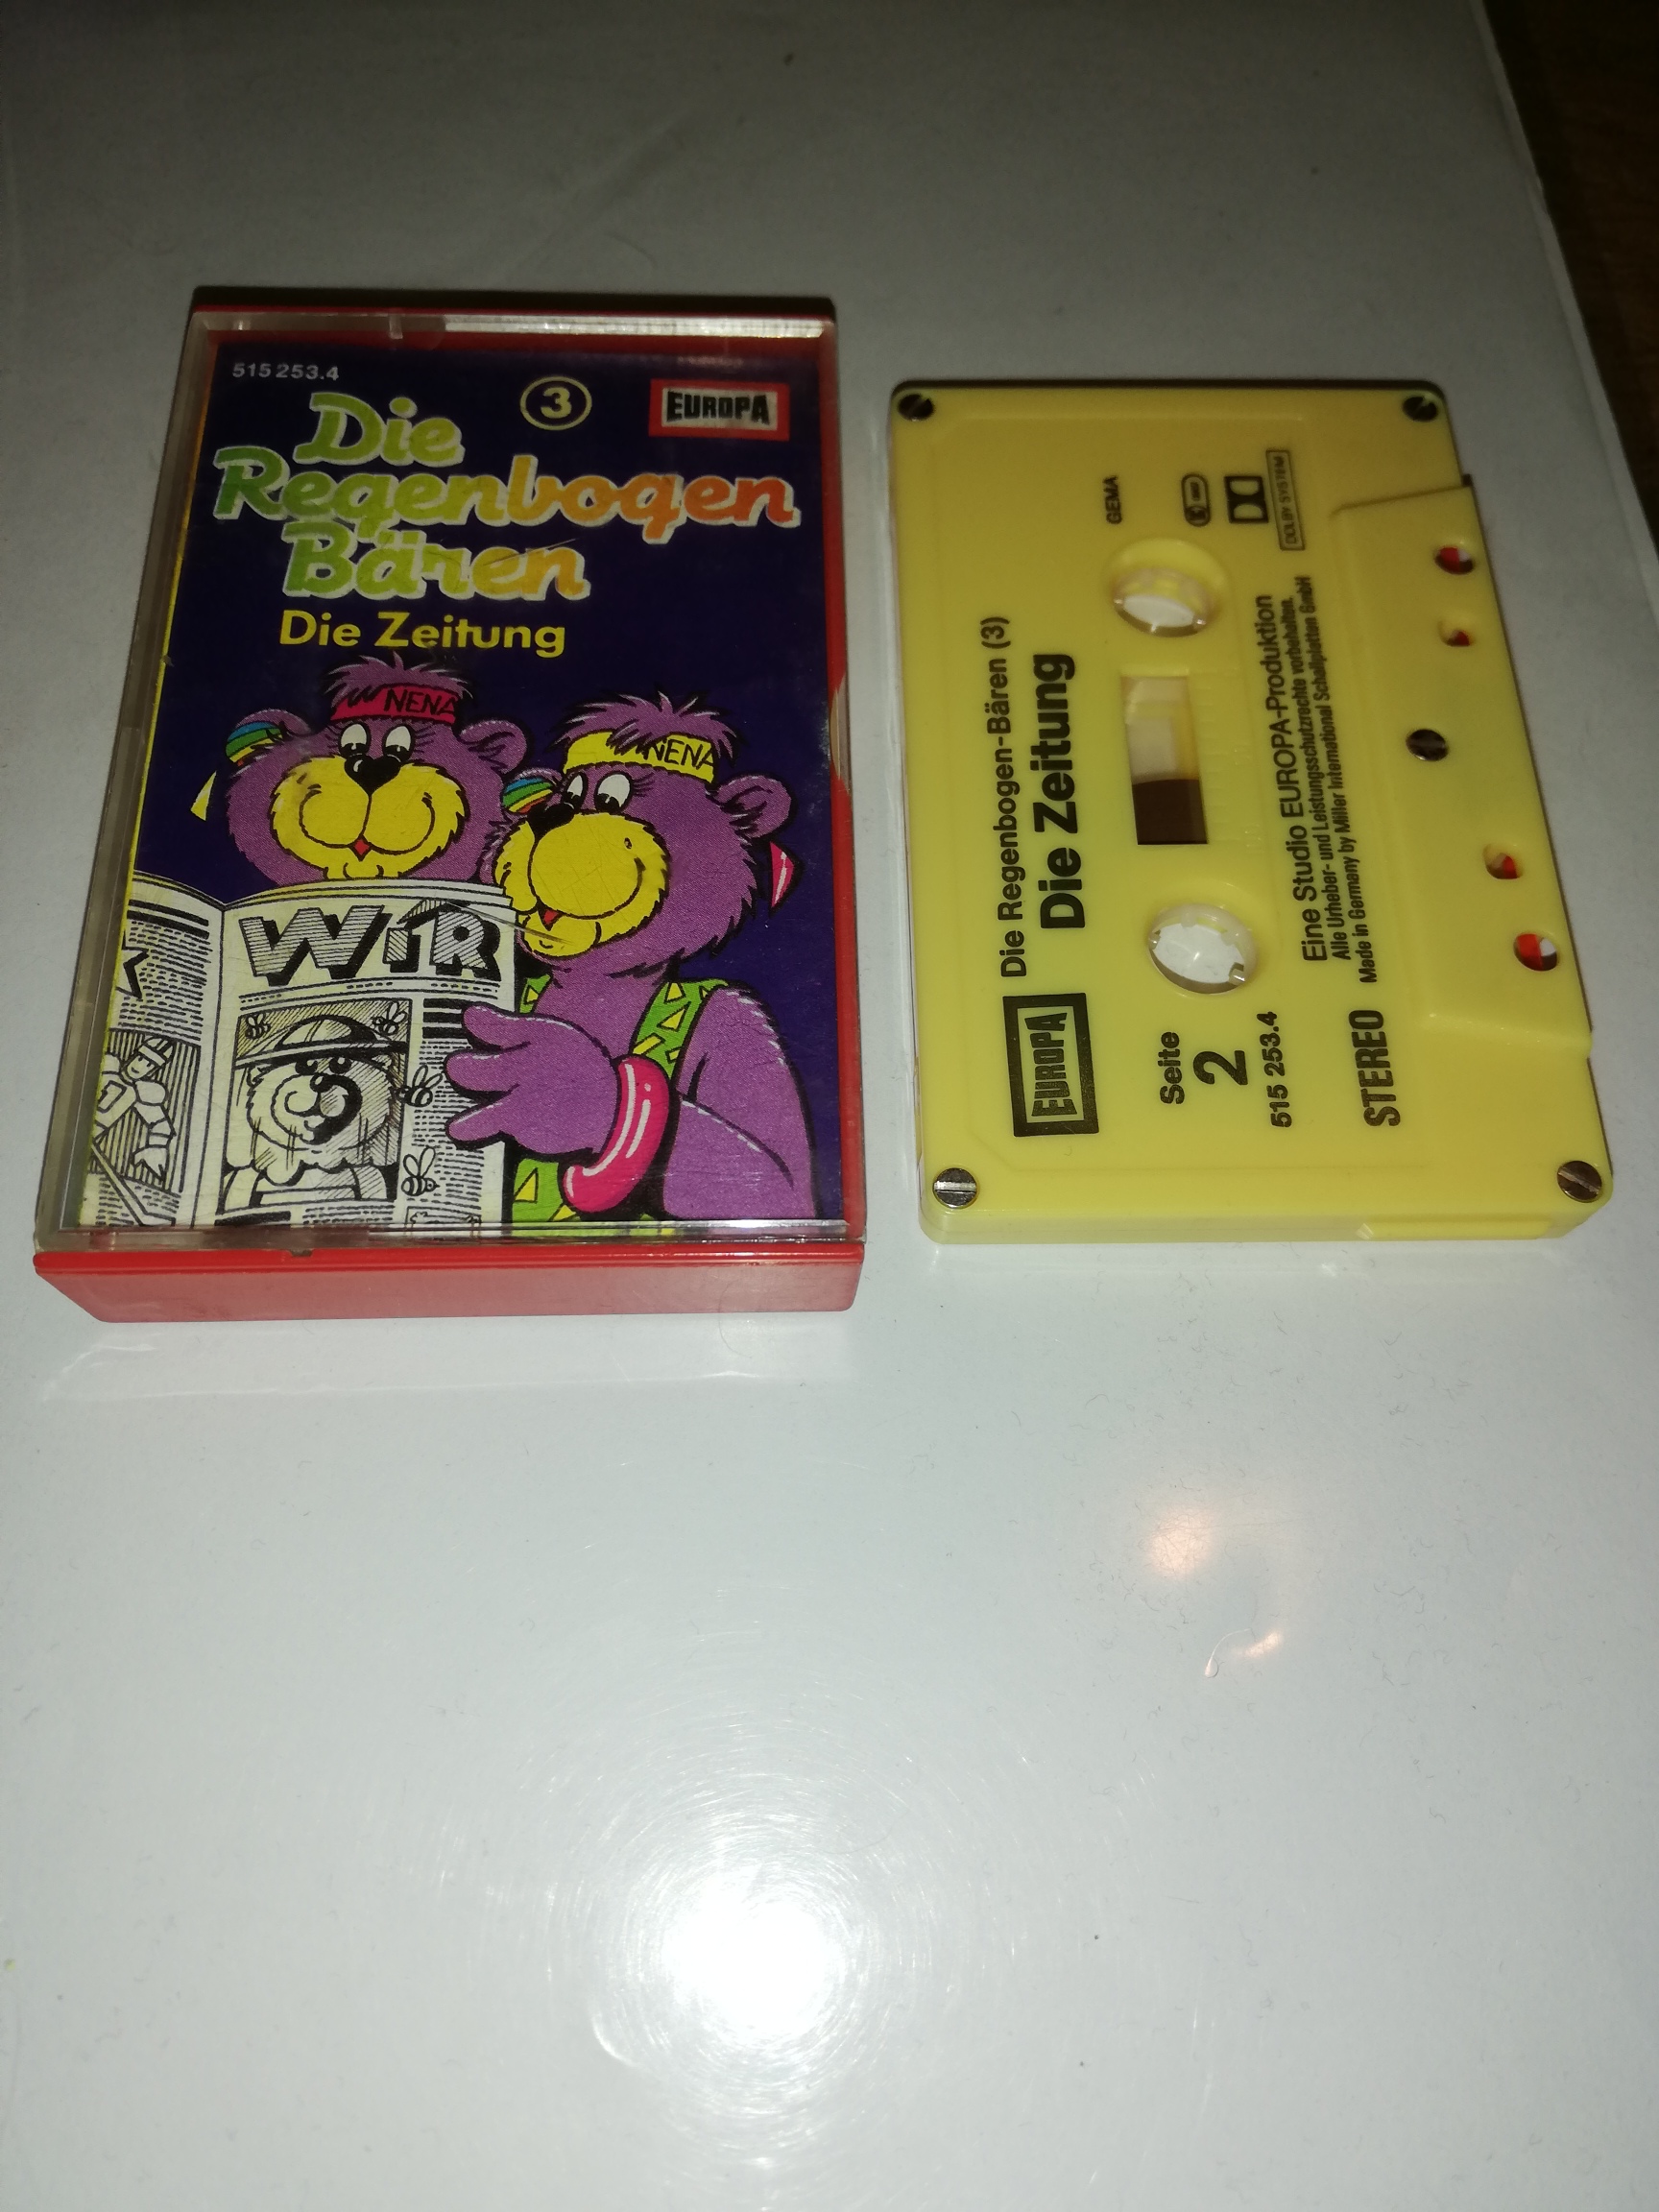 515 253.4
3
EUROPA
Die
Regenbogen
Bären
Die Zeitung
NENA
NENA
WiR
EUROPA
Die Regenbogen-Bären (3)
Die Zeitung
Seite
2
515 253.4
GEMA
DOLBY SYSTEM
STEREO
Eine Studio EUROPA-Produktion
Alle Urheber- und Leistungsschutzrechte vorbehalten.
Made in Germany by Miller International Schallplatten GmbH